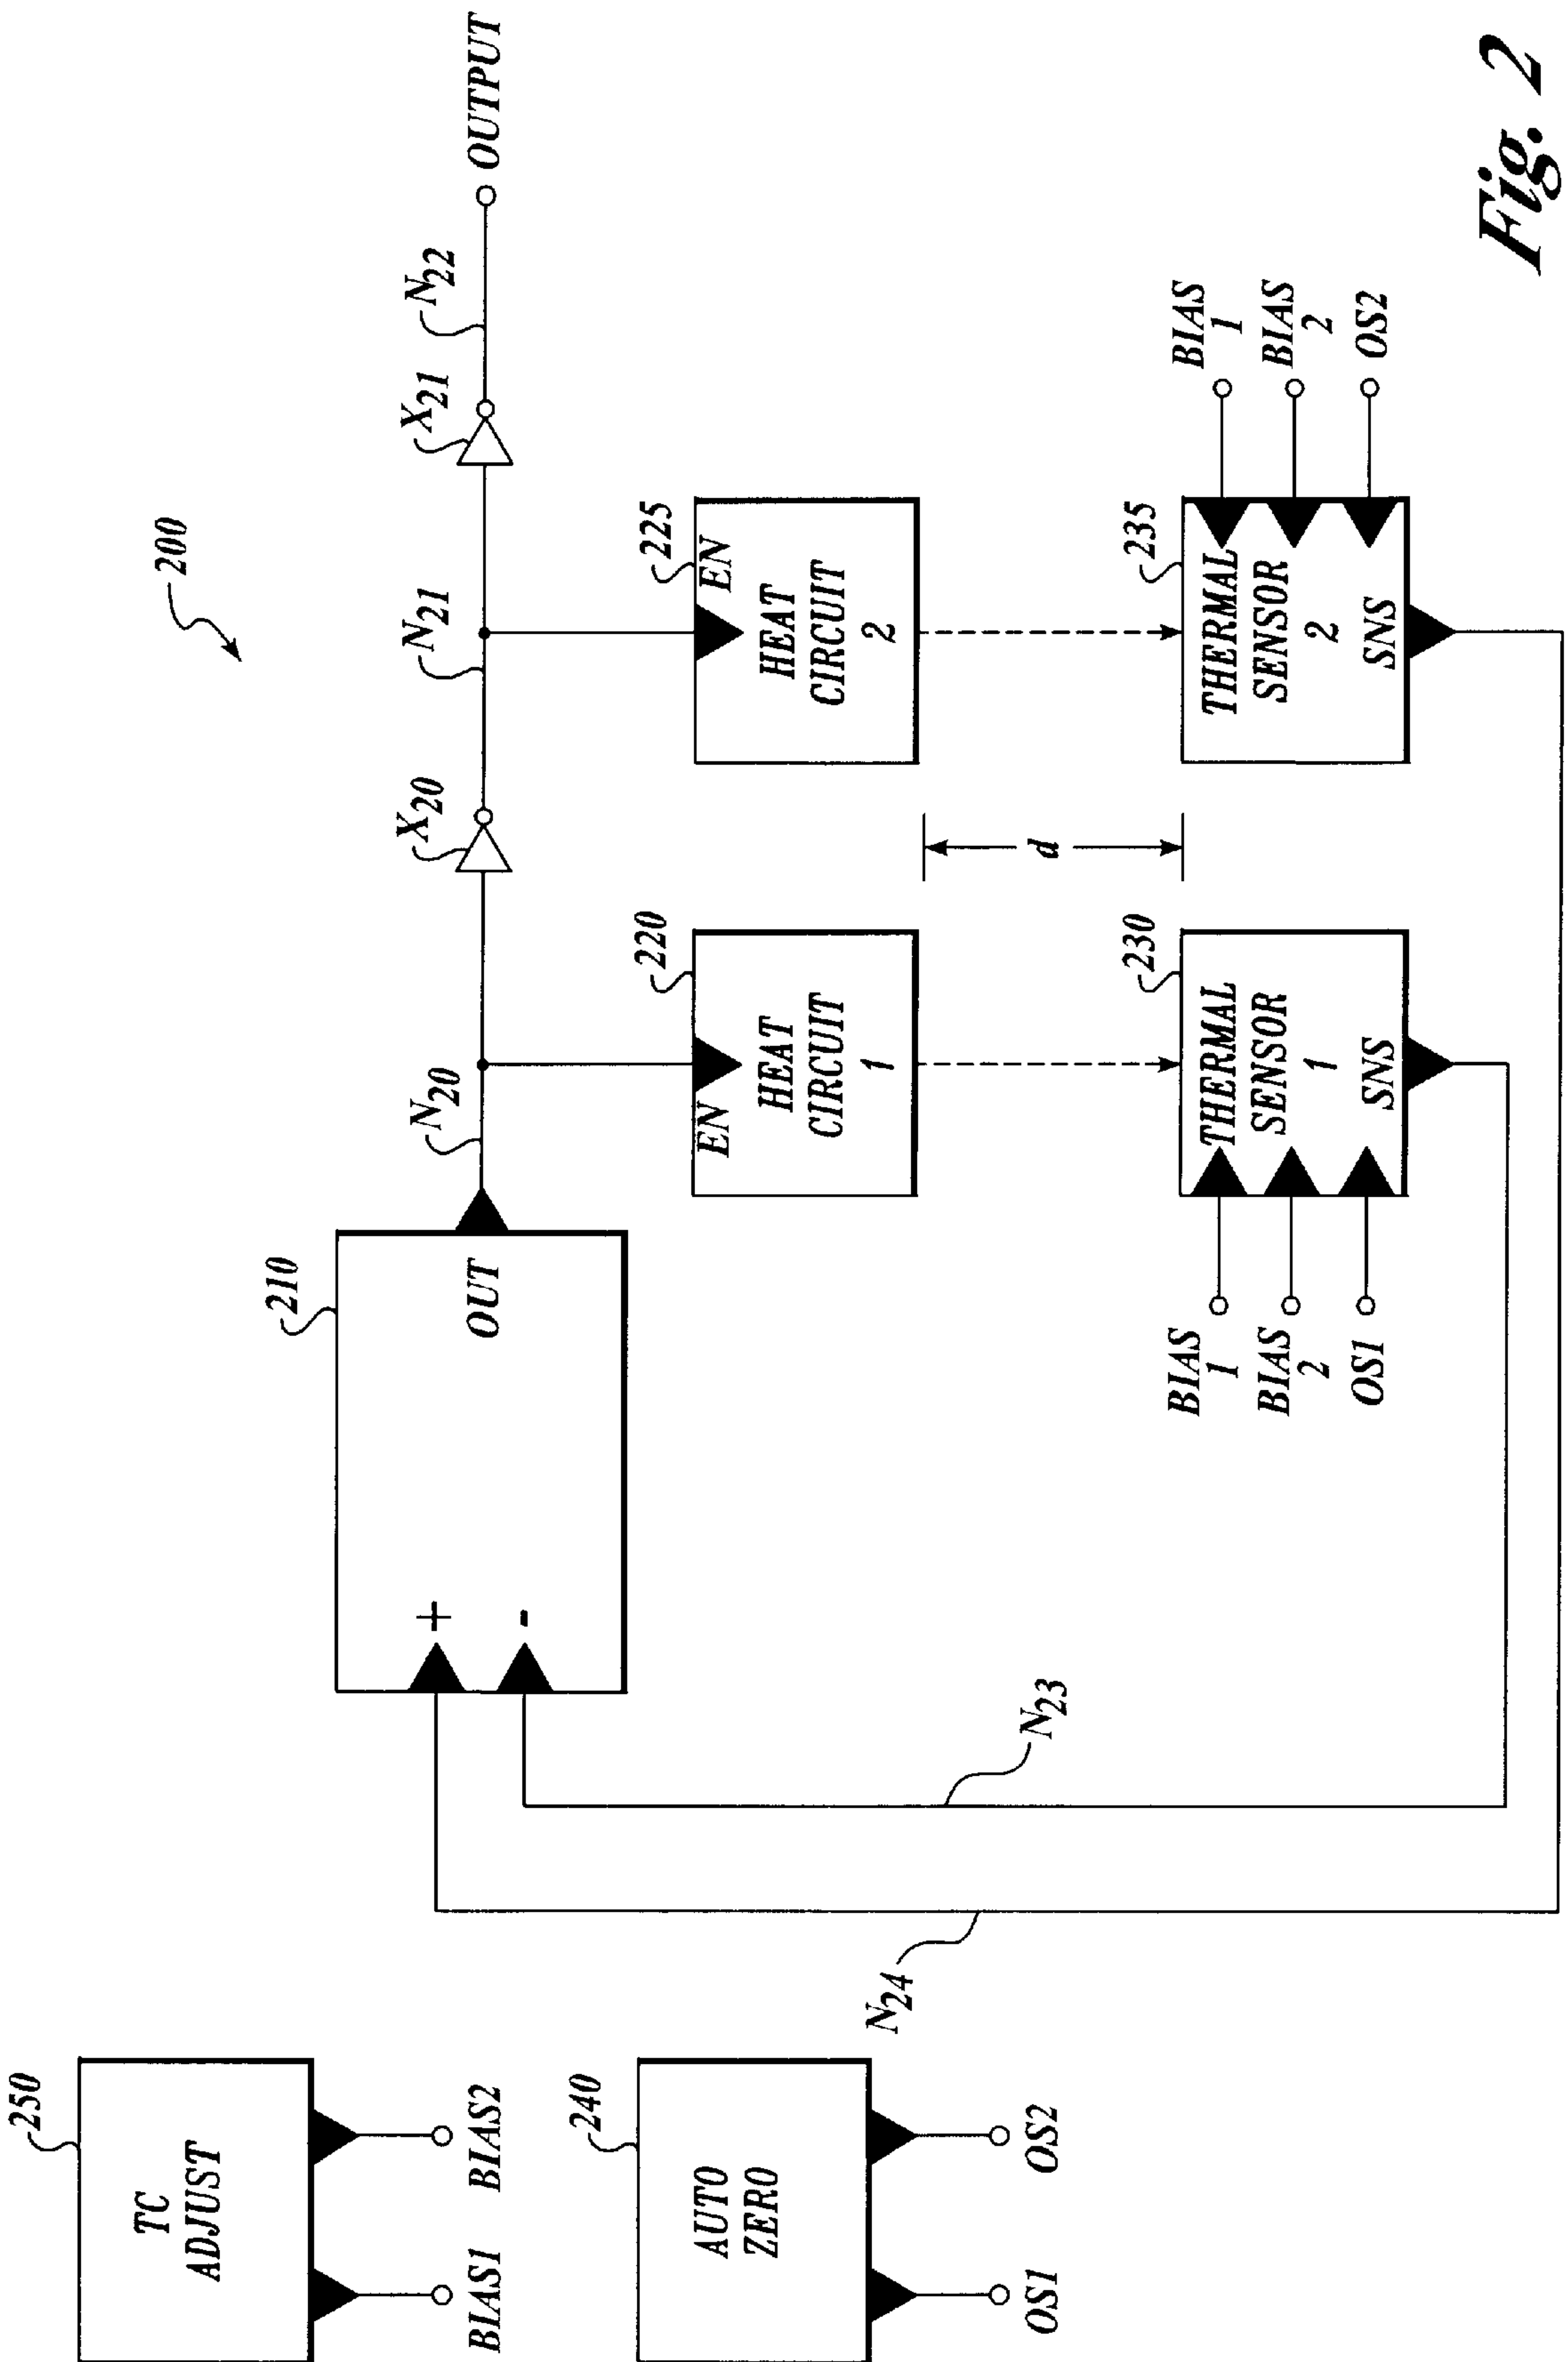 200
250
TC
ADJUST
BIAS1
BIAS2
240
AUTO
ZERO
OS1
OS2
210
+
-
OUT
N20
X20
N21
X21
N22
OUTPUT
220
EN
HEAT
CIRCUIT
1
225
EN
HEAT
CIRCUIT
2
d
230
THERMAL
SENSOR
1
SNS
BIAS
1
BIAS
2
OS1
235
THERMAL
SENSOR
2
SNS
BIAS
1
BIAS
2
OS2
N23
N24
Fig. 2